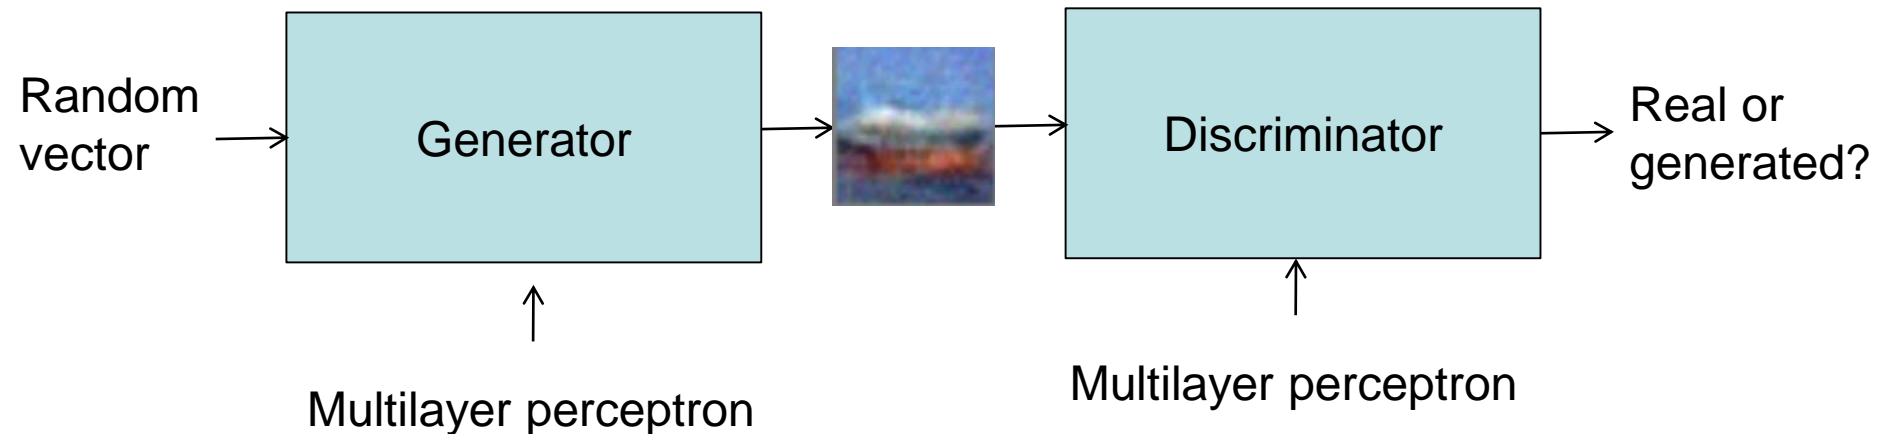 Random
vector
Generator
Discriminator
Real or
generated?
Multilayer perceptron
Multilayer perceptron